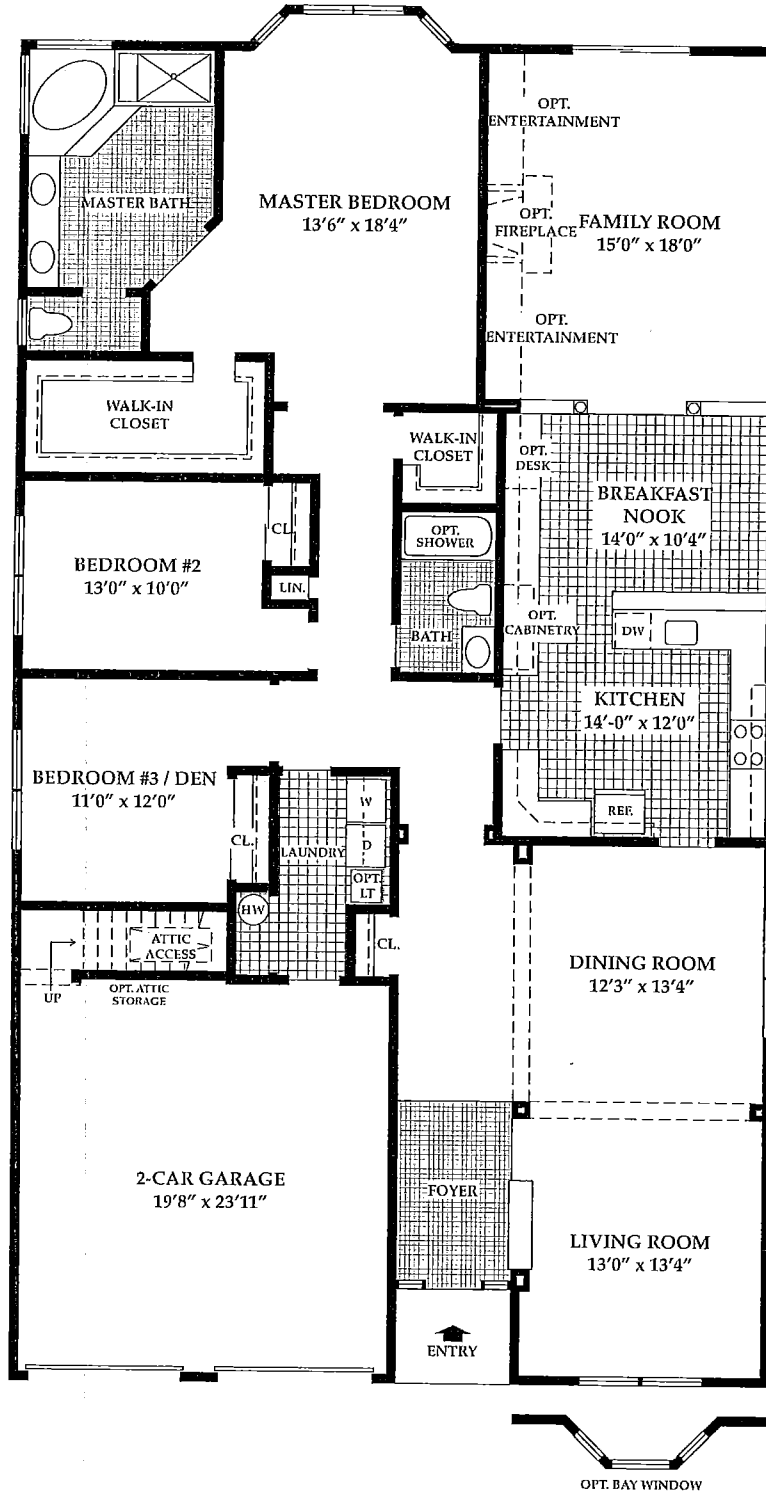 OPT.
ENTERTAINMENT
MASTER BATH
MASTER BEDROOM
13'6" x 18'4"
OPT.
FIREPLACE
FAMILY ROOM
15'0" x 18'0"
OPT.
ENTERTAINMENT
WALK-IN
CLOSET
WALK-IN
CLOSET
OPT.
DESK
BREAKFAST
NOOK
14'0" x 10'4"
CL.
OPT.
SHOWER
BEDROOM #2
13'0" x 10'0"
LIN.
BATH
OPT.
CABINETRY
DW
KITCHEN
14'-0" x 12'0"
BEDROOM #3 / DEN
11'0" x 12'0"
W
REF.
CL.
LAUNDRY
D
OPT.
LT
HW
ATTIC
ACCESS
CL.
UP
OPT. ATTIC
STORAGE
DINING ROOM
12'3" x 13'4"
2-CAR GARAGE
19'8" x 23'11"
FOYER
LIVING ROOM
13'0" x 13'4"
ENTRY
OPT. BAY WINDOW